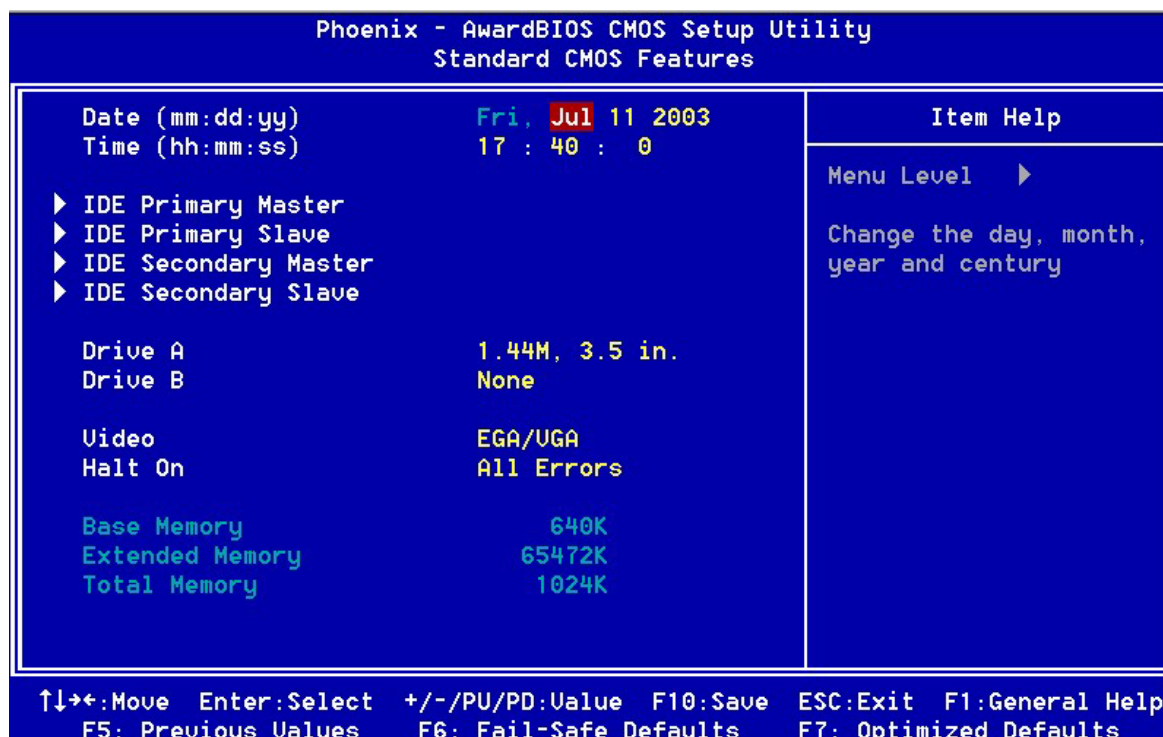 Phoenix - AwardBIOS CMOS Setup Utility
Standard CMOS Features
Date (mm:dd:yy) Fri, Jul 11 2003
Time (hh:mm:ss) 17 : 40 : 0
IDE Primary Master
IDE Primary Slave
IDE Secondary Master
IDE Secondary Slave
Drive A 1.44M, 3.5 in.
Drive B None
Video EGA/VGA
Halt On All Errors
Base Memory 640K
Extended Memory 65472K
Total Memory 1024K
Item Help
Menu Level
Change the day, month,
year and century
↑↓→←:Move Enter:Select +/-/PU/PD:Value F10:Save ESC:Exit F1:General Help
F5: Previous Values F6: Fail-Safe Defaults F7: Optimized Defaults